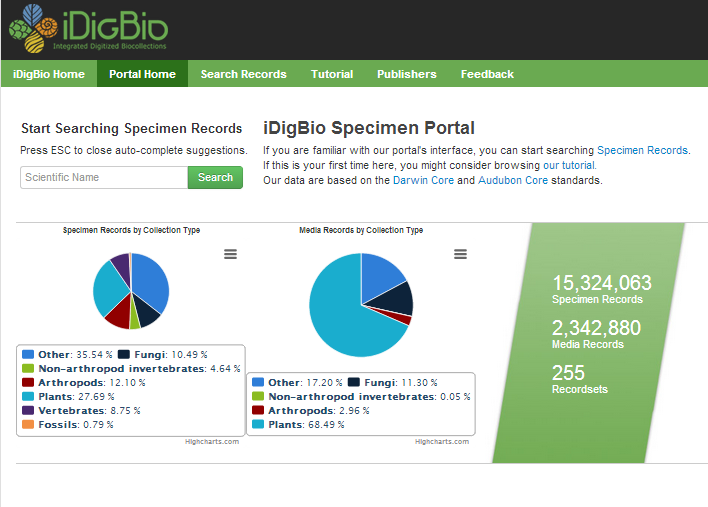 iDigBio
Integrated Digitized Biocollections
iDigBio Home Portal Home Search Records Tutorial Publishers Feedback
Start Searching Specimen Records
Press ESC to close auto-complete suggestions.
Scientific Name Search
iDigBio Specimen Portal
If you are familiar with our portal's interface, you can start searching Specimen Records.
If this is your first time here, you might consider browsing our tutorial.
Our data are based on the Darwin Core and Audubon Core standards.
Specimen Records by Collection Type
Other: 35.54 % Fungi: 10.49 %
Non-arthropod invertebrates: 4.64 %
Arthropods: 12.10 %
Plants: 27.69 %
Vertebrates: 8.75 %
Fossils: 0.79 %
Highcharts.com
Media Records by Collection Type
Other: 17.20 % Fungi: 11.30 %
Non-arthropod invertebrates: 0.05 %
Arthropods: 2.96 %
Plants: 68.49 %
Highcharts.com
15,324,063
Specimen Records
2,342,880
Media Records
255
Recordsets